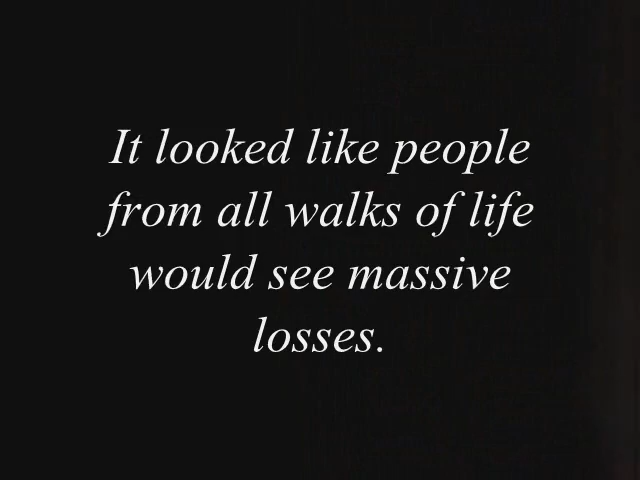 It looked like people
from all walks of life
would see massive
losses.